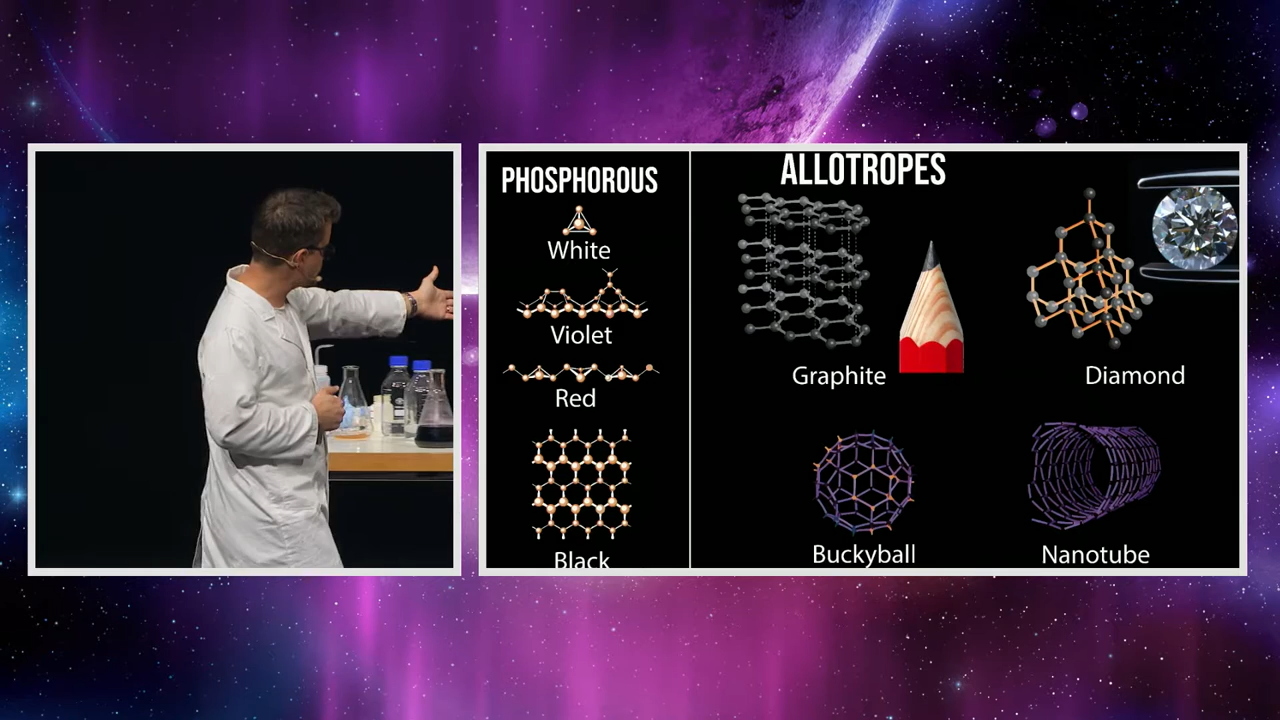 PHOSPHOROUS
White
Violet
Red
Black
ALLOTROPES
Graphite
Diamond
Buckyball
Nanotube